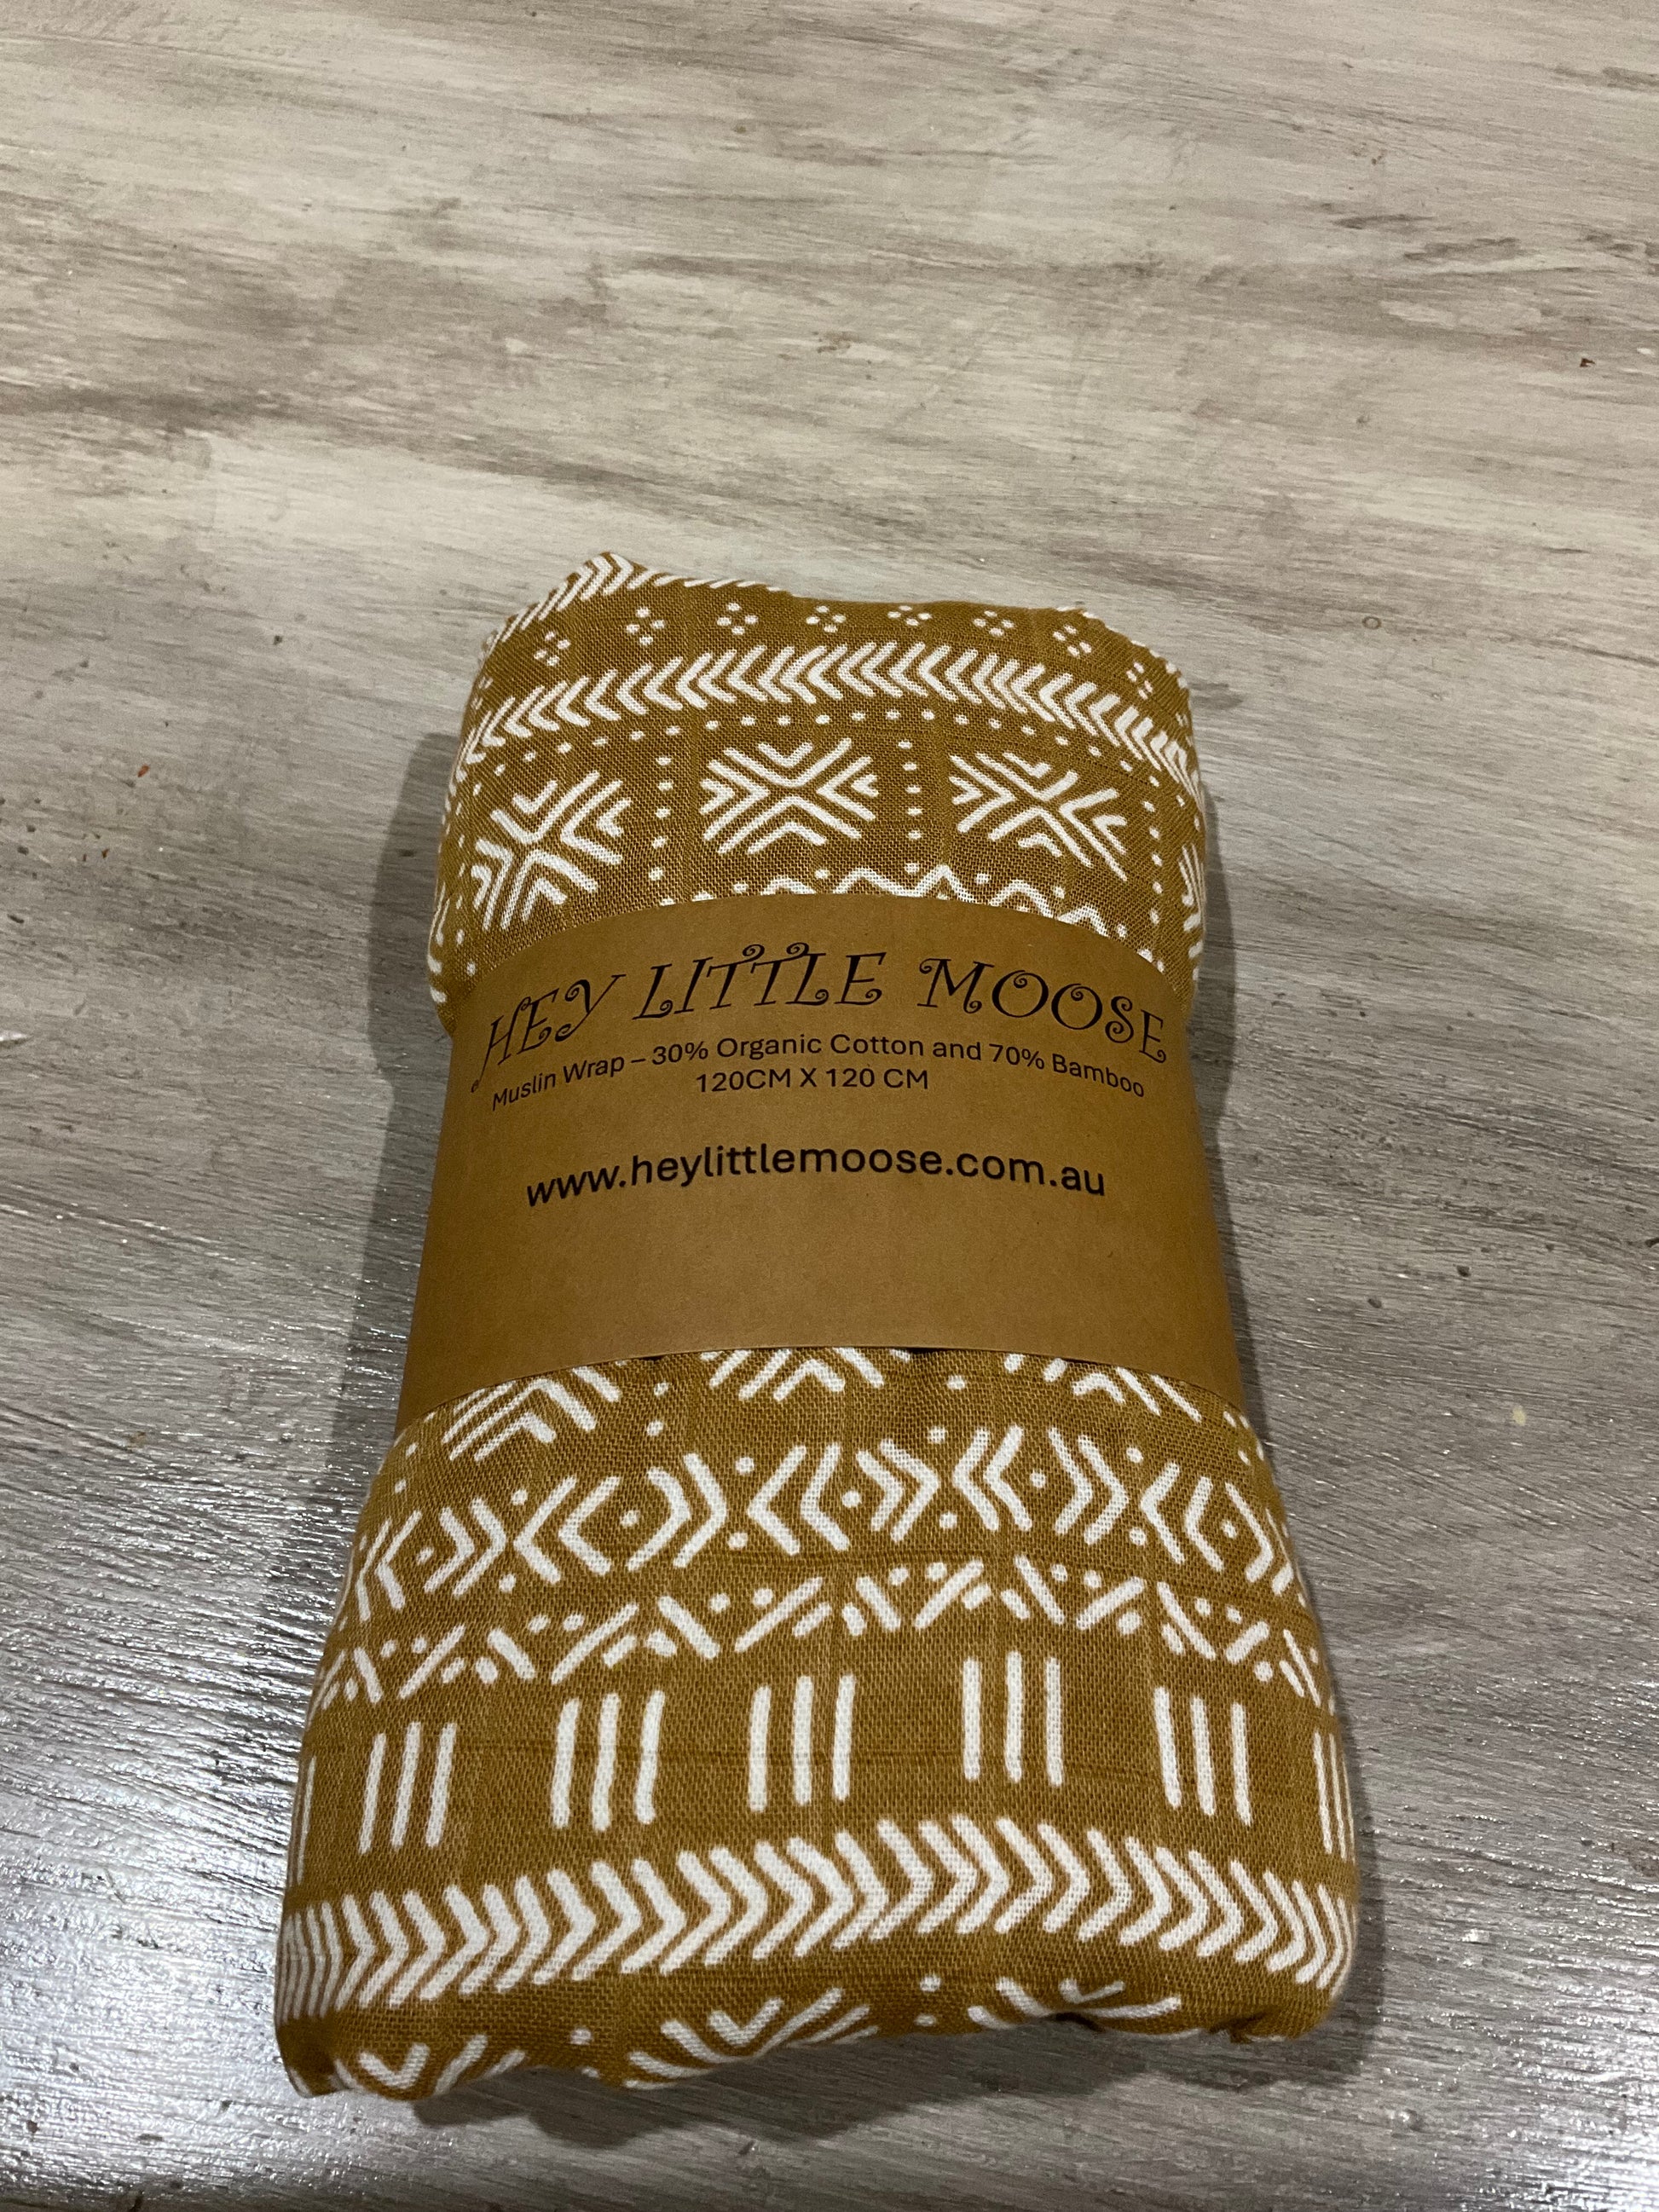 HEY LITTLE MOOSE
Muslin Wrap – 30% Organic Cotton and 70% Bamboo
120CM X 120 CM
www.heylittlemoose.com.au